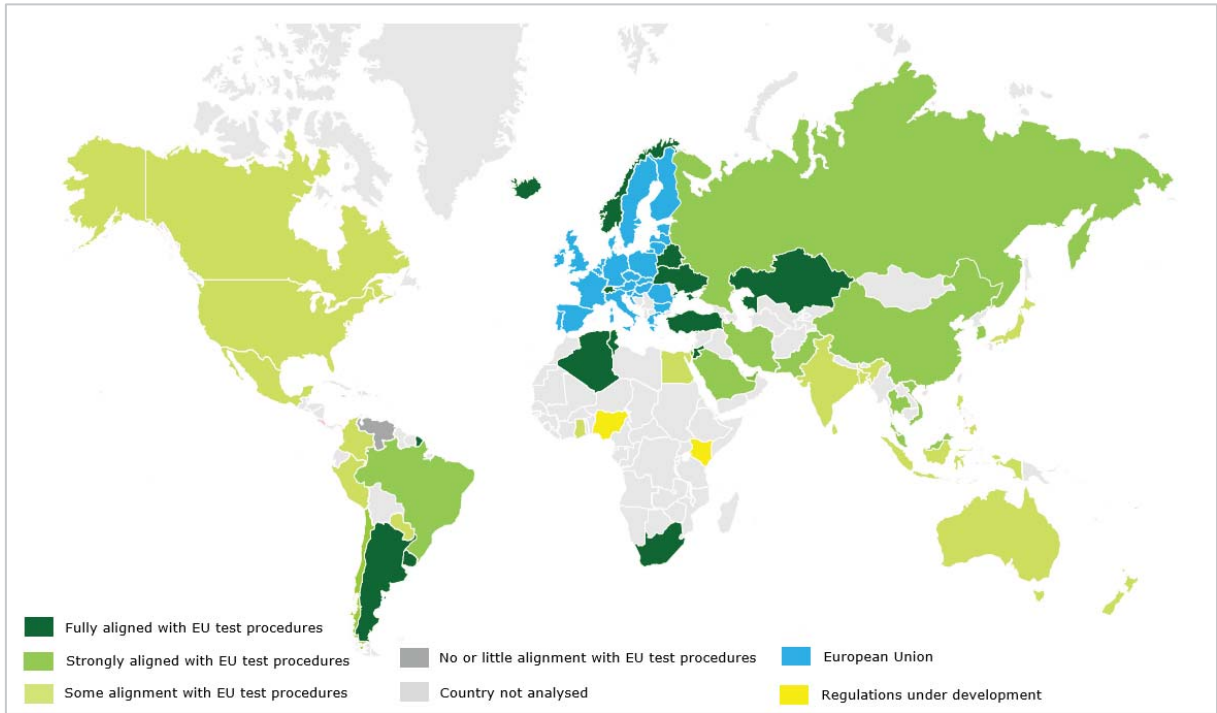 Fully aligned with EU test procedures
Strongly aligned with EU test procedures
Some alignment with EU test procedures
No or little alignment with EU test procedures
Country not analysed
European Union
Regulations under development